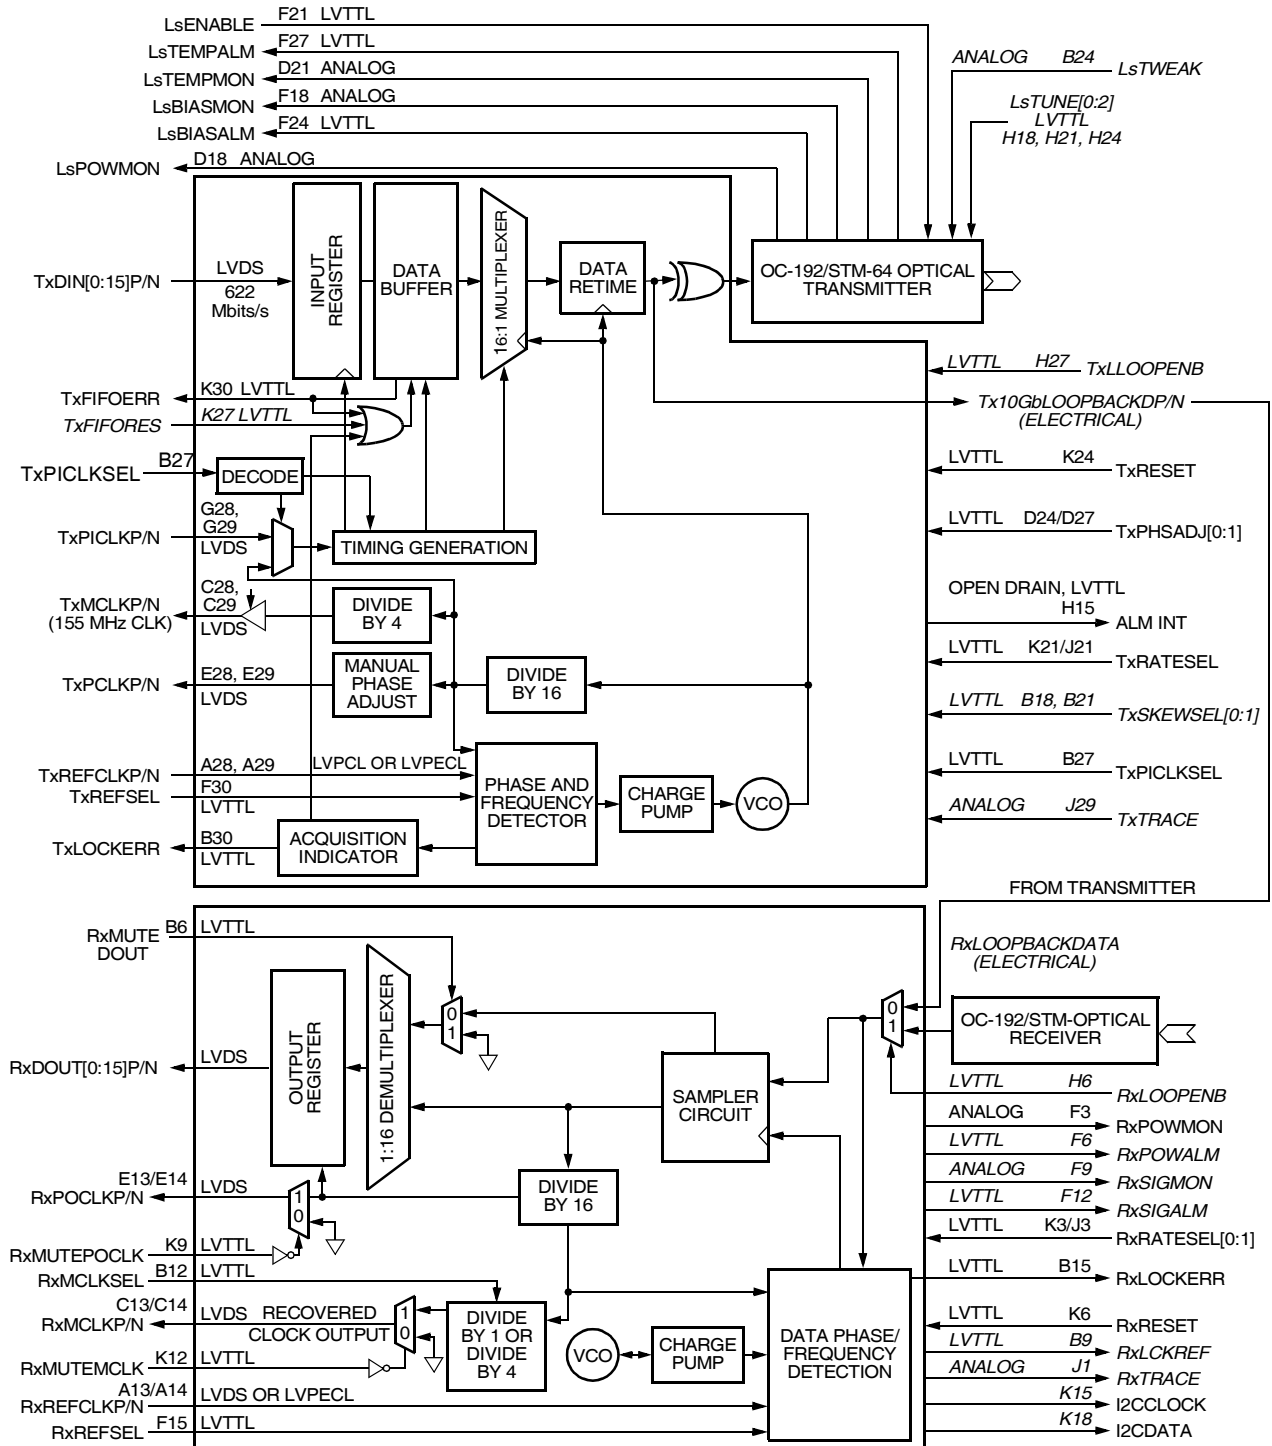 LsENABLE F21 LVTTL
LsTEMPALM F27 LVTTL
LsTEMPMON D21 ANALOG
LsBIASMON F18 ANALOG
LsBIASALM F24 LVTTL
LsPOWMON D18 ANALOG
ANALOG B24 LsTWEAK
LsTUNE[0:2]
LVTTL
H18, H21, H24
TxDIN[0:15]P/N
LVDS
622
Mbits/s
INPUT
REGISTER
DATA
BUFFER
16:1 MULTIPLEXER
DATA
RETIME
OC-192/STM-64 OPTICAL
TRANSMITTER
TxFIFOERR K30 LVTTL
TxFIFORES K27 LVTTL
TxPICLKSEL B27
DECODE
TxPICLKP/N
G28,
G29
LVDS
TIMING GENERATION
TxMCLKP/N
(155 MHz CLK)
C28,
C29
LVDS
DIVIDE
BY 4
TxPCLKP/N
E28, E29
LVDS
MANUAL
PHASE
ADJUST
DIVIDE
BY 16
TxREFCLKP/N A28, A29 LVPCL OR LVPECL
TxREFSEL F30
LVTTL
PHASE AND
FREQUENCY
DETECTOR
CHARGE
PUMP
VCO
TxLOCKERR B30
LVTTL
ACQUISITION
INDICATOR
LVTTL H27 TxLLOOPENB
Tx10GbLOOPBACKDP/N
(ELECTRICAL)
LVTTL K24 TxRESET
LVTTL D24/D27 TxPHSADJ[0:1]
OPEN DRAIN, LVTTL
H15 ALM INT
LVTTL K21/J21 TxRATESEL
LVTTL B18, B21 TxSKEWSEL[0:1]
LVTTL B27 TxPICLKSEL
ANALOG J29 TxTRACE
FROM TRANSMITTER
RxMUTE
DOUT
B6 LVTTL
RxLOOPBACKDATA
(ELECTRICAL)
OUTPUT
REGISTER
1:16 DEMULTIPLEXER
0
1
0
1
OC-192/STM-OPTICAL
RECEIVER
RxDOUT[0:15]P/N LVDS
SAMPLER
CIRCUIT
LVTTL H6 RxLOOPENB
ANALOG F3 RxPOWMON
LVTTL F6 RxPOWALM
ANALOG F9 RxSIGMON
LVTTL F12 RxSIGALM
LVTTL K3/J3 RxRATESEL[0:1]
LVTTL B15 RxLOCKERR
LVTTL K6 RxRESET
LVTTL B9 RxLCKREF
ANALOG J1 RxTRACE
K15 I2CCLOCK
K18 I2CDATA
E13/E14
RxPOCLKP/N LVDS
1
0
DIVIDE
BY 16
RxMUTEPOCLK K9 LVTTL
RxMCLKSEL B12 LVTTL
C13/C14
RxMCLKP/N LVDS RECOVERED
CLOCK OUTPUT
1
0
DIVIDE
BY 1 OR
DIVIDE
BY 4
VCO
CHARGE
PUMP
DATA PHASE/
FREQUENCY
DETECTION
RxMUTEMCLK K12 LVTTL
A13/A14
RxREFCLKP/N LVDS OR LVPECL
RxREFSEL F15 LVTTL